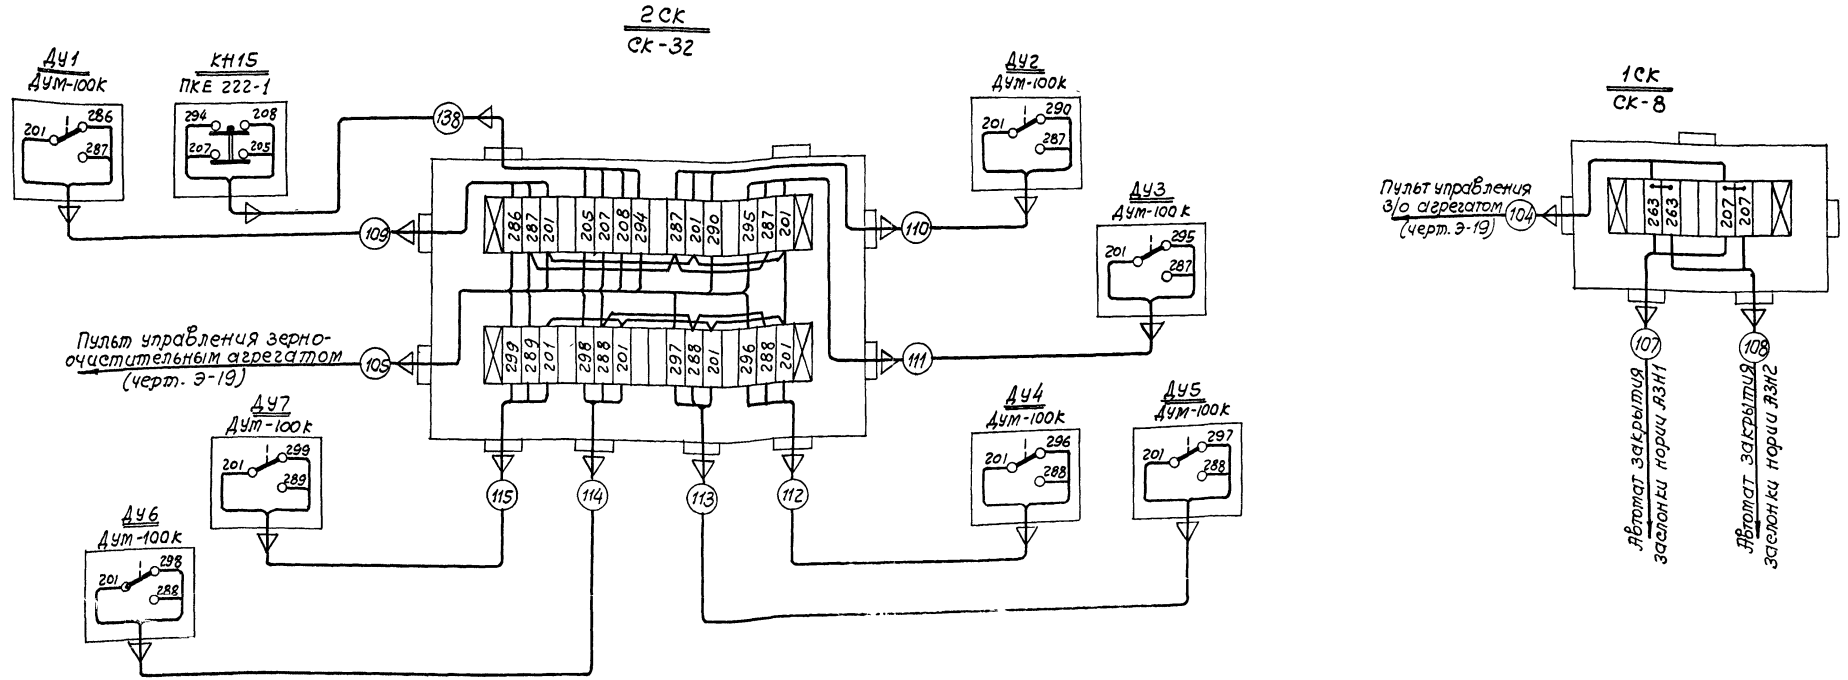 2СК
СК-32
ДУ1
ДУМ-100К
201
286
287
КН15
ПКЕ 222-1
294
208
207
205
138
ДУ2
ДУМ-100К
201
290
287
ДУ3
ДУМ-100К
201
295
287
109
110
286 287 201 205 207 208 294 287 201 290 295 287 201
299 289 201 298 288 201 297 288 201 296 288 201
Пульт управления зерно-
очистительным агрегатом
(черт. Э-19)
105
111
ДУ7
ДУМ-100К
201
299
289
ДУ6
ДУМ-100К
201
298
288
115
114
113
112
ДУ4
ДУМ-100К
201
296
288
ДУ5
ДУМ-100К
201
297
288
1СК
СК-8
Пульт управления
З/О агрегатом
(черт. Э-19)
104
263 263 207 207
107
108
Автомат закрытия
заслонки нории АЗН1
Автомат закрытия
заслонки нории АЗН2